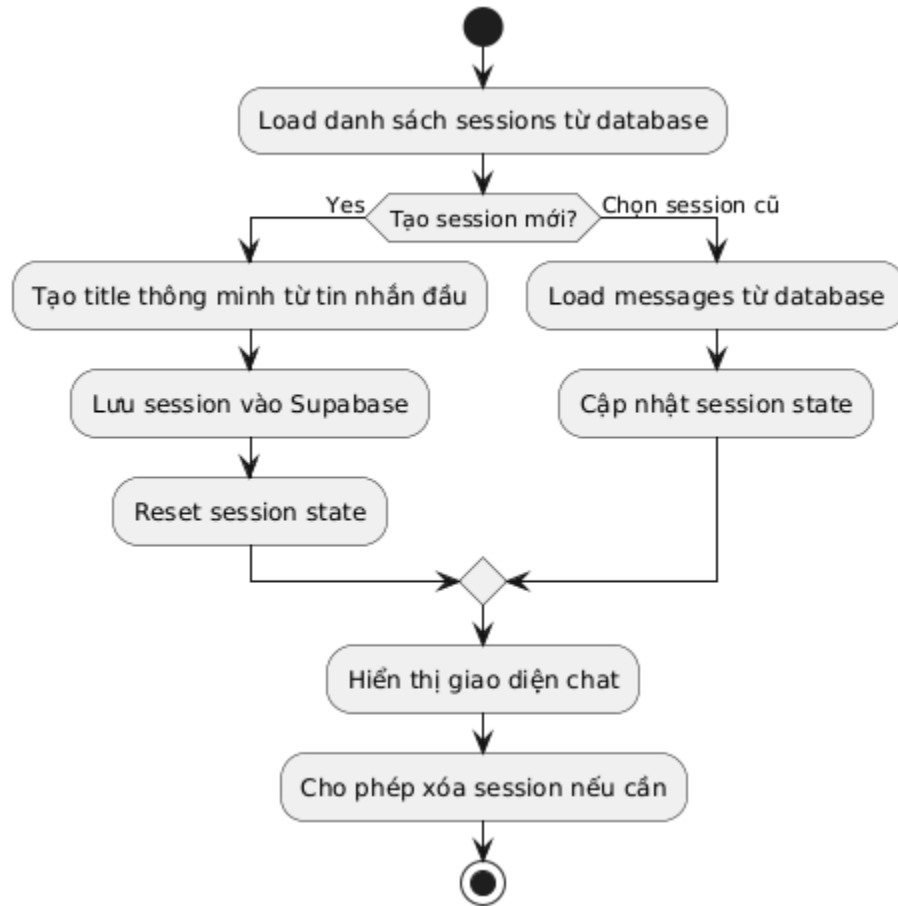 Load danh sách sessions từ database
Tạo session mới?
Yes
Chọn session cũ
Tạo title thông minh từ tin nhắn đầu
Lưu session vào Supabase
Reset session state
Load messages từ database
Cập nhật session state
Hiển thị giao diện chat
Cho phép xóa session nếu cần